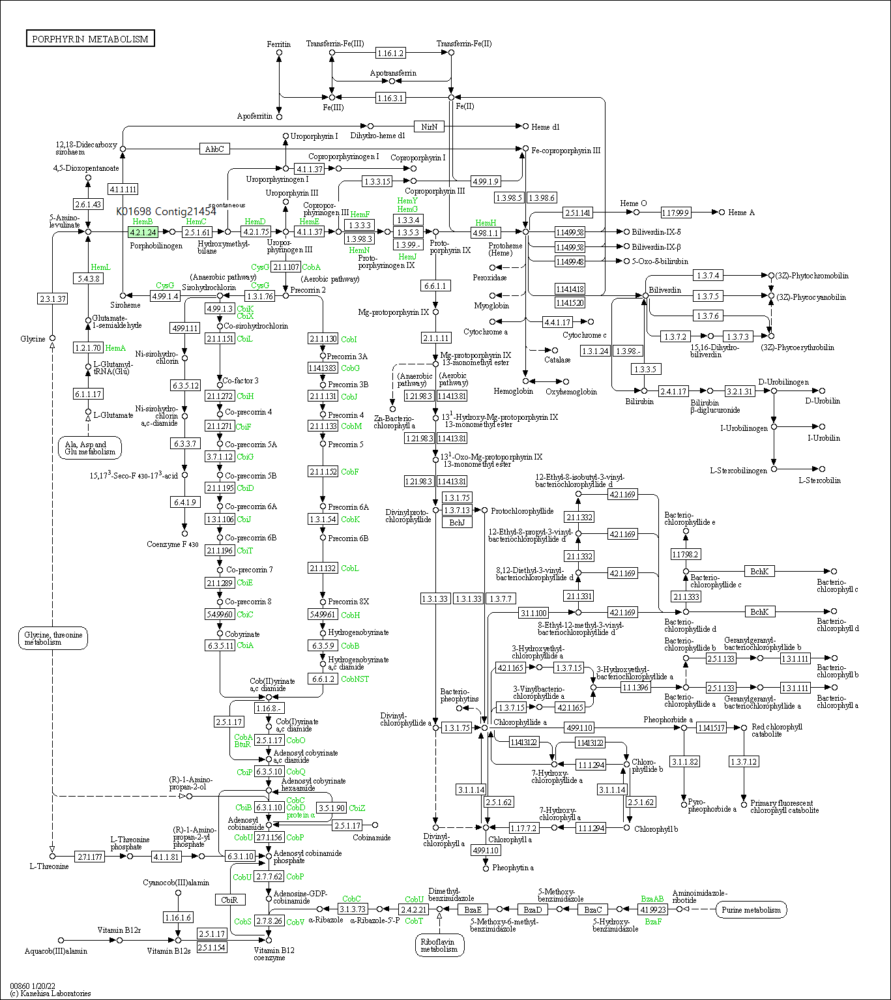 PORPHYRIN METABOLISM
Ferritin
Transferrin-Fe(III)
1.16.1.2
Transferrin-Fe(II)
Apotransferrin
Apoferritin
Fe(III)
1.16.3.1
Fe(II)
12,18-Didecarboxy
sirohaem
AhbC
Uroporphyrin I
Dihydro-heme d1
NirN
Heme d1
Fe-coproporphyrin III
4,5-Dioxopentanoate
4.1.1.111
Uroporphyrinogen I
4.1.1.37
Coproporphyrinogen I
Coproporphyrin I
1.3.3.15
Coproporphyrin III
4.99.1.9
2.6.1.43
spontaneous
Uroporphyrin III
Copropor-
phyrinogen III
1.3.98.5
1.3.98.6
K01698 Contig21454
5-Amino-
levulinate
HemB
4.2.1.24
Porphobilinogen
HemC
2.5.1.61
Hydroxymethyl-
bilane
HemD
4.2.1.75
Uropor-
phyrinogen III
HemE
4.1.1.37
HemF
1.3.3.3
1.3.98.3
HemN
Proto-
porphyrinogen IX
HemY
HemG
1.3.3.4
1.3.5.3
1.3.99.-
HemJ
Proto-
porphyrin IX
HemH
4.98.1.1
Protoheme
(Heme)
2.5.1.141
Heme O
1.17.99.9
Heme A
1.14.99.58
Biliverdin-IX-δ
1.14.99.58
Biliverdin-IX-β
1.14.99.48
5-Oxo-δ-bilirubin
Peroxidase
Myoglobin
Cytochrome a
4.4.1.17
Cytochrome c
Catalase
Hemoglobin
Oxyhemoglobin
1.14.14.18
1.14.15.20
Biliverdin
1.3.7.4
(3Z)-Phytochromobilin
1.3.7.5
(3Z)-Phycocyanobilin
1.3.7.6
1.3.7.2
15,16-Dihydro-
biliverdin
1.3.7.3
(3Z)-Phycoerythrobilin
1.3.1.24
1.3.98.-
1.3.3.5
Bilirubin
2.4.1.17
Bilirubin
β-diglucuronide
3.2.1.31
D-Urobilinogen
D-Urobilin
I-Urobilinogen
I-Urobilin
L-Stercobilinogen
L-Stercobilin
HemL
5.4.3.8
2.3.1.37
Glycine
Glutamate-
1-semialdehyde
1.2.1.70
HemA
L-Glutamyl-
tRNA(Glu)
6.1.1.17
L-Glutamate
Ala, Asp and
Glu metabolism
CysG
2.1.1.107
CobA
(Anaerobic pathway)
(Aerobic pathway)
Sirohydrochlorin
Precorrin 2
CysG
4.99.1.4
Siroheme
CysG
1.3.1.76
4.99.1.11
Ni-sirohydro-
chlorin
6.3.5.12
Ni-sirohydro-
chlorin
a,c-diamide
6.3.3.7
15,17³-Seco-F 430-17³-acid
6.4.1.9
Coenzyme F 430
4.99.1.3
CbiK
CbiX
Co-sirohydrochlorin
2.1.1.151
CbiL
Co-factor 3
2.1.1.272
CbiH
Co-precorrin 4
2.1.1.271
CbiF
Co-precorrin 5A
3.7.1.12
CbiG
Co-precorrin 5B
2.1.1.195
CbiD
Co-precorrin 6A
1.3.1.106
CbiJ
Co-precorrin 6B
2.1.1.196
CbiT
Co-precorrin 7
2.1.1.289
CbiE
Co-precorrin 8
5.4.99.60
CbiC
Cobyrinate
6.3.5.11
CbiA
2.1.1.130
CobI
Precorrin 3A
1.14.13.83
CobG
Precorrin 3B
2.1.1.131
CobJ
Precorrin 4
2.1.1.133
CobM
Precorrin 5
2.1.1.152
CobF
Precorrin 6A
1.3.1.54
CobK
Precorrin 6B
2.1.1.132
CobL
Precorrin 8X
5.4.99.61
CobH
Hydrogenobyrinate
6.3.5.9
CobB
Hydrogenobyrinate
a,c diamide
6.6.1.2
CobNST
Cob(II)yrinate
a,c diamide
1.16.8.-
2.5.1.17
Cob(I)yrinate
a,c diamide
CobA
BtuR
2.5.1.17
CobO
Adenosyl cobyrinate
a,c diamide
CbiP
6.3.5.10
CobQ
Adenosyl cobyrinate
hexaamide
CbiB
6.3.1.10
CobC
CobD
protein α
3.5.1.90
CbiZ
Adenosyl
cobinamide
2.5.1.17
Cobinamide
CobU
2.7.1.156
CobP
Adenosyl cobinamide
phosphate
CobU
2.7.7.62
CobP
Adenosine-GDP-
cobinamide
CbiR
CobS
2.7.8.26
CobV
Vitamin B12
coenzyme
6.6.1.1
Mg-protoporphyrin IX
2.1.1.11
Mg-protoporphyrin IX
13-monomethyl ester
(Anaerobic
pathway)
(Aerobic
pathway)
Zn-Bacterio-
chlorophyll a
1.21.98.3
1.14.13.81
13¹-Hydroxy-Mg-protoporphyrin IX
13-monomethyl ester
1.21.98.3
1.14.13.81
13¹-Oxo-Mg-protoporphyrin IX
13-monomethyl ester
1.21.98.3
1.14.13.81
Divinylproto-
chlorophyllide
1.3.1.75
1.3.7.13
BchJ
Protochlorophyllide
1.3.1.33
1.3.1.33
1.3.7.7
12-Ethyl-8-isobutyl-3-vinyl-
bacteriochlorophyllide d
4.2.1.169
2.1.1.332
12-Ethyl-8-propyl-3-vinyl-
bacteriochlorophyllide d
4.2.1.169
2.1.1.332
8,12-Diethyl-3-vinyl-
bacteriochlorophyllide d
4.2.1.169
2.1.1.331
3.1.1.100
8-Ethyl-12-methyl-3-vinyl-
bacteriochlorophyllide d
4.2.1.169
Bacterio-
chlorophyllide e
1.17.98.2
Bacterio-
chlorophyllide c
BchK
Bacterio-
chlorophyll c
2.1.1.333
Bacterio-
chlorophyllide d
BchK
Bacterio-
chlorophyll d
3-Hydroxyethyl-
chlorophyllide a
4.2.1.165
1.3.7.15
3-Vinylbacterio-
chlorophyllide a
1.3.7.15
4.2.1.165
3-Hydroxyethyl-
bacteriochlorophyllide a
1.1.1.396
Bacterio-
chlorophyllide b
2.5.1.133
Geranylgeranyl-
bacteriochlorophyllide b
1.3.1.111
Bacterio-
chlorophyll b
Bacterio-
chlorophyllide a
2.5.1.133
Geranylgeranyl-
bacteriochlorophyllide a
1.3.1.111
Bacterio-
chlorophyll a
Bacterio-
pheophytins
Divinyl-
chlorophyllide a
1.3.1.75
Chlorophyllide a
4.99.1.10
Pheophorbide a
1.14.15.17
Red chlorophyll
catabolite
1.14.13.122
1.14.13.122
7-Hydroxy-
chlorophyllide a
1.1.1.294
Chloro-
phyllide b
3.1.1.82
1.3.7.12
Pyro-
pheophorbide a
Primary fluorescent
chlorophyll catabolite
3.1.1.14
2.5.1.62
3.1.1.14
2.5.1.62
Divinyl-
chlorophyll a
Chlorophyll a
1.17.7.2
7-Hydroxy-
chlorophyll a
1.1.1.294
Chlorophyll b
4.99.1.10
Pheophytin a
Glycine, threonine
metabolism
(R)-1-Amino-
propan-2-ol
L-Threonine
2.7.1.177
L-Threonine
phosphate
4.1.1.81
(R)-1-Amino-
propan-2-yl
phosphate
6.3.1.10
Cyanocob(III)alamin
1.16.1.6
Aquacob(III)alamin
Vitamin B12r
Vitamin B12s
2.5.1.17
2.5.1.154
α-Ribazole
CobC
3.1.3.73
α-Ribazole-5'-P
CobU
2.4.2.21
CobT
Dimethyl-
benzimidazole
Riboflavin
metabolism
BzaE
5-Methoxy-6-methyl-
benzimidazole
BzaD
5-Methoxy-
benzimidazole
BzaC
5-Hydroxy-
benzimidazole
BzaAB
4.1.99.23
BzaF
Aminoimidazole-
ribotide
Purine metabolism
00860 1/20/22
(c) Kanehisa Laboratories